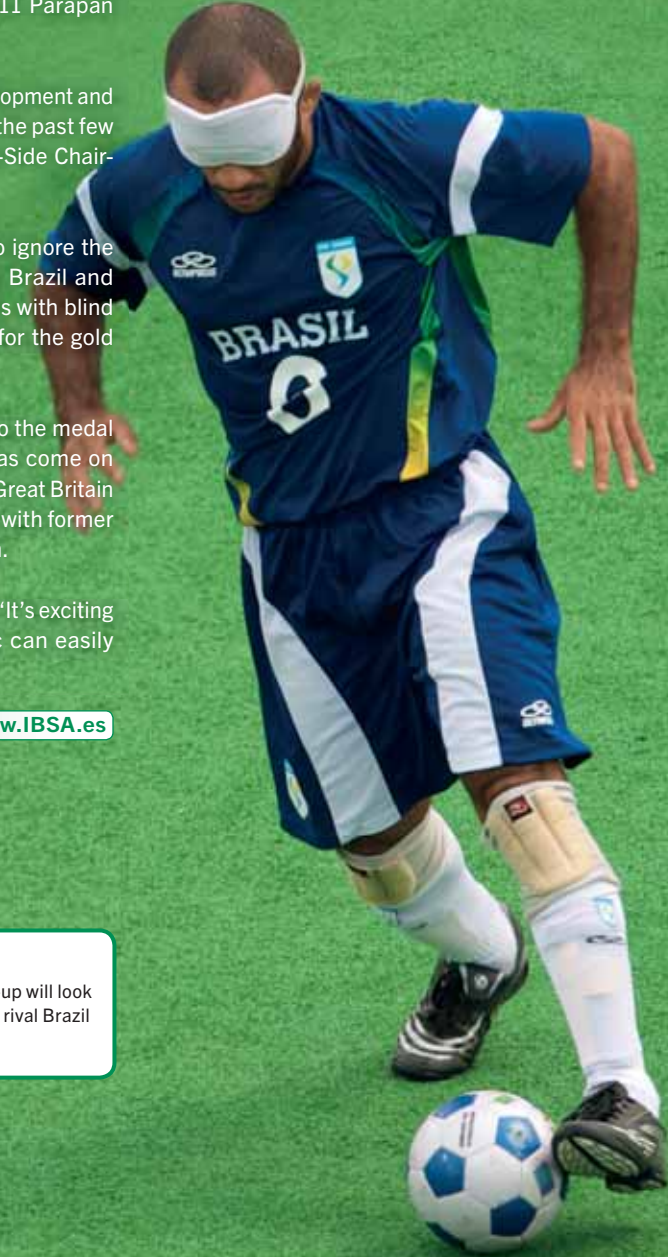 11 Parapan
opment and
the past few
-Side Chair-
o ignore the
Brazil and
s with blind
for the gold
o the medal
as come on
Great Britain
with former
“It’s exciting
c can easily
w.IBSA.es
up will look
rival Brazil
BRASIL